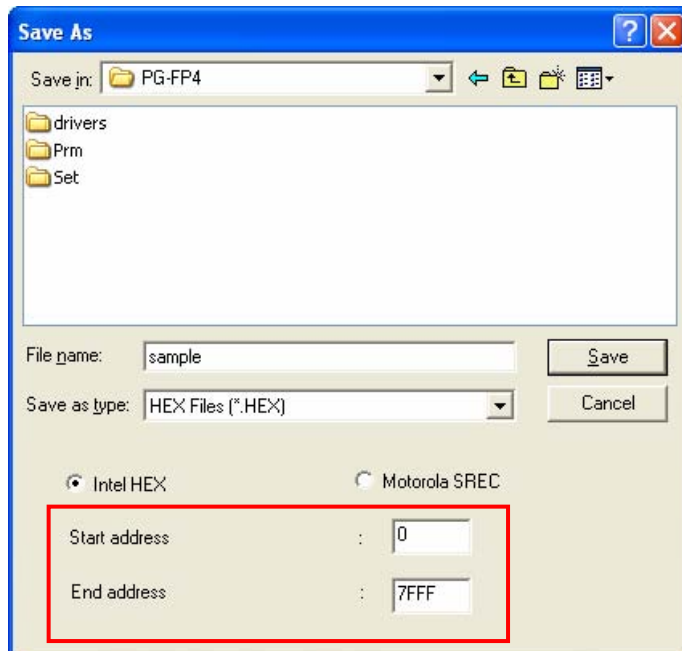 Save As
Save in: PG-FP4
drivers
Prm
Set
File name: sample Save
Save as type: HEX Files (*.HEX) Cancel
Intel HEX Motorola SREC
Start address : 0
End address : 7FFF